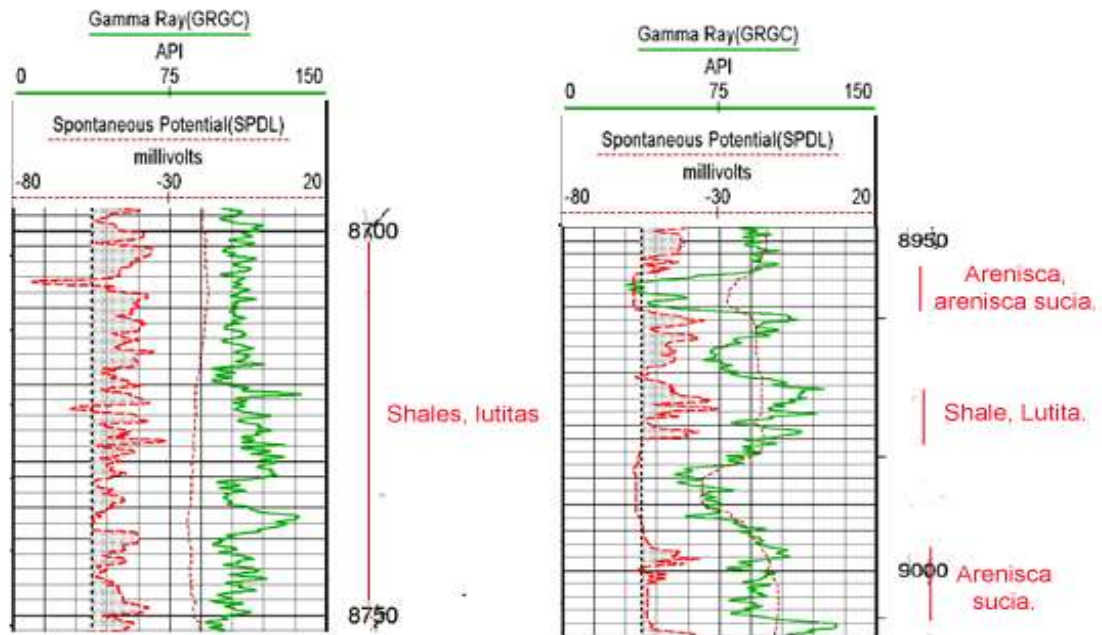 Gamma Ray(GRGC)
API
0 75 150
Spontaneous Potential(SPDL)
millivolts
-80 -30 20
8700
Shales, lutitas
8750
Gamma Ray(GRGC)
API
0 75 150
Spontaneous Potential(SPDL)
millivolts
-80 -30 20
8950
Arenisca,
arenisca sucia.
Shale, Lutita.
9000
Arenisca
sucia.